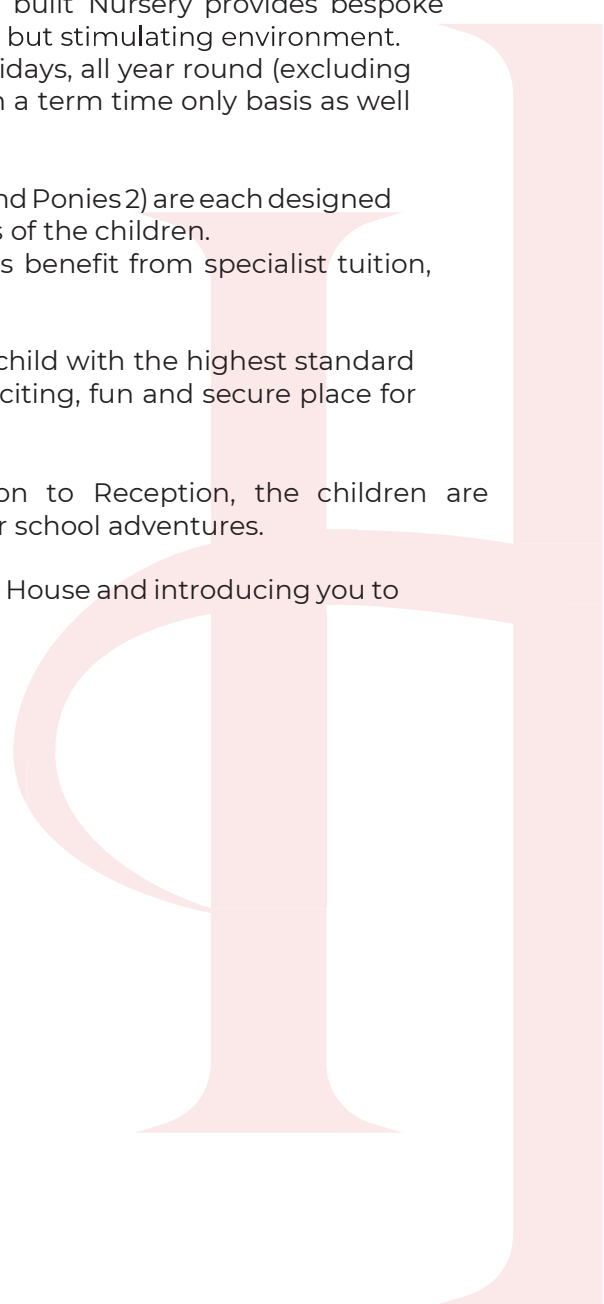 built Nursery provides bespoke
but stimulating environment.
idays, all year round (excluding
n a term time only basis as well
nd Ponies 2) are each designed
s of the children.
s benefit from specialist tuition,
child with the highest standard
citing, fun and secure place for
on to Reception, the children are
r school adventures.
House and introducing you to